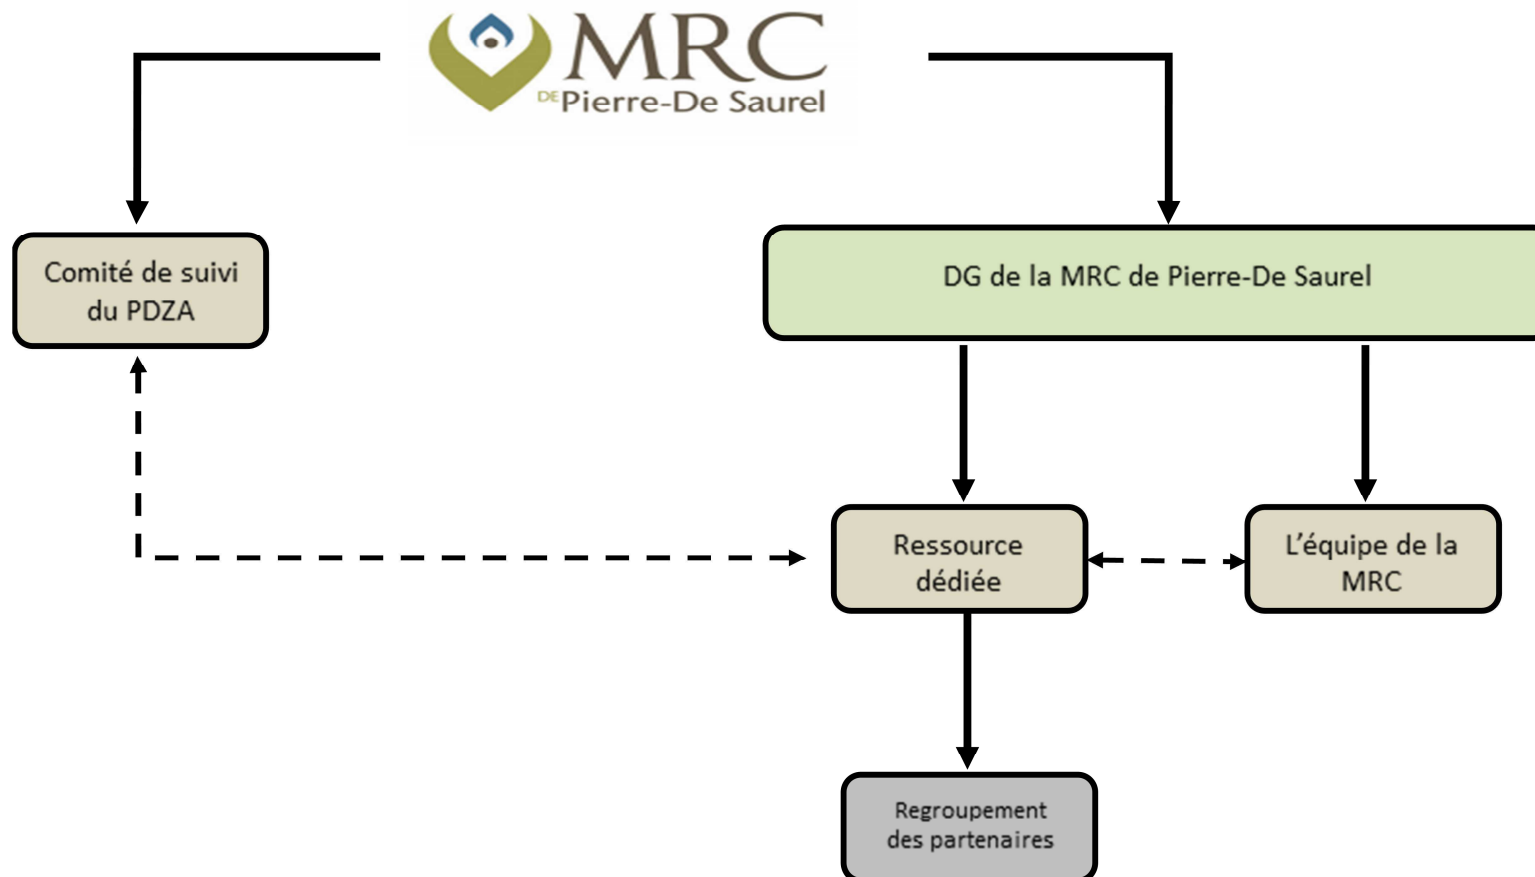 MRC
DE Pierre-De Saurel
Comité de suivi
du PDZA
DG de la MRC de Pierre-De Saurel
Ressource
dédiée
L'équipe de la
MRC
Regroupement
des partenaires